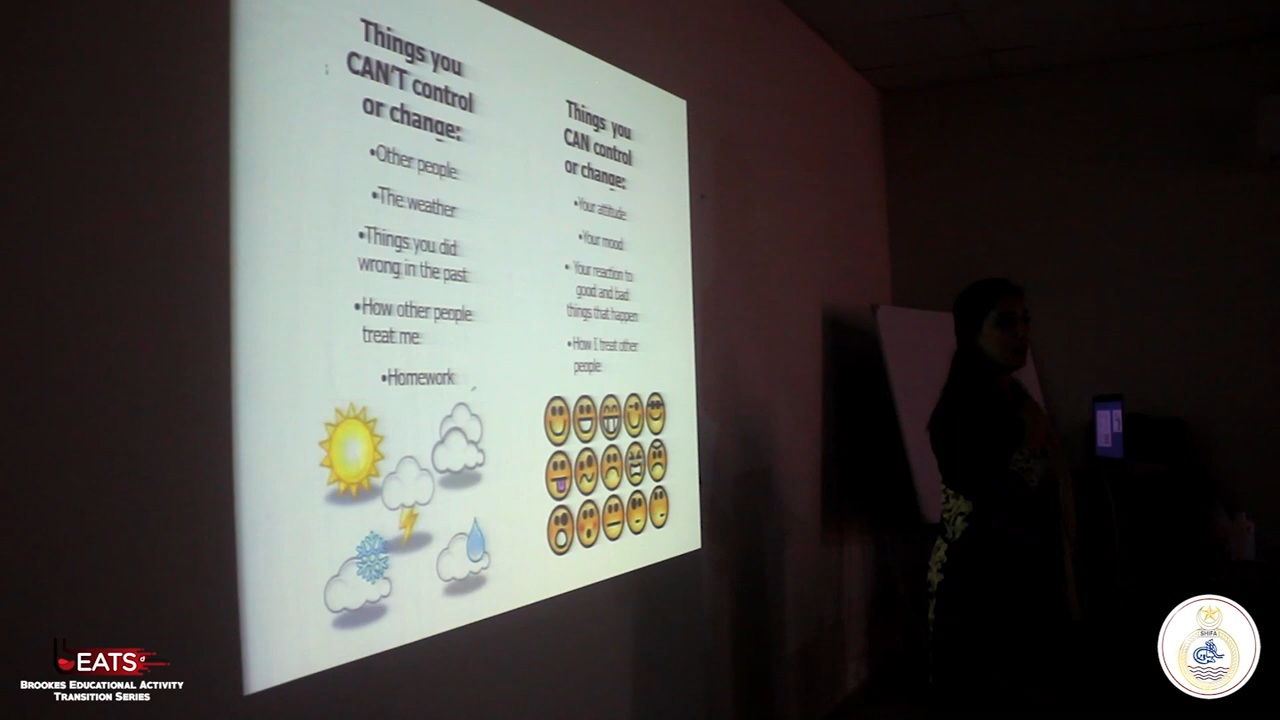 Things you
CAN'T control
or change:
•Other people
•The weather
•Things you did
wrong in the past
•How other people
treat me
•Homework
Things you
CAN control
or change:
•Your attitude
•Your mood
• Your reaction to
good and bad
things that happen
•How I treat other
people
bEATS
BROOKES EDUCATIONAL ACTIVITY
TRANSITION SERIES
SHIFA